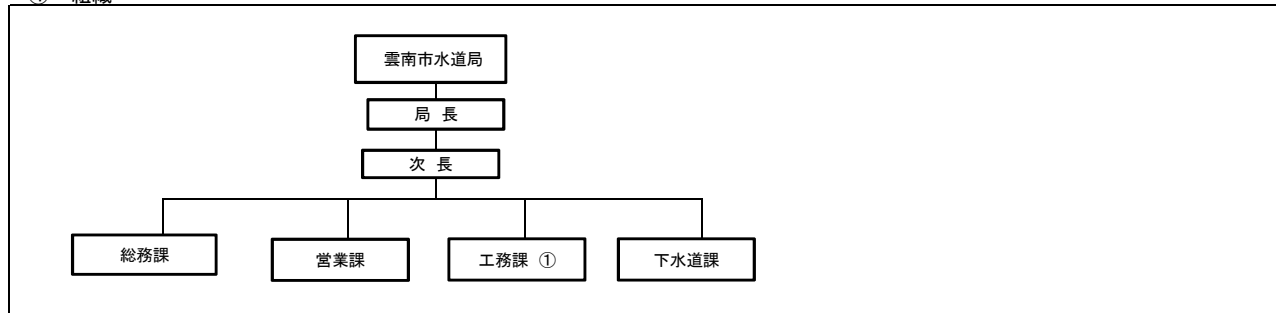 雲南市水道局
局 長
次 長
総務課
営業課
工務課 ①
下水道課